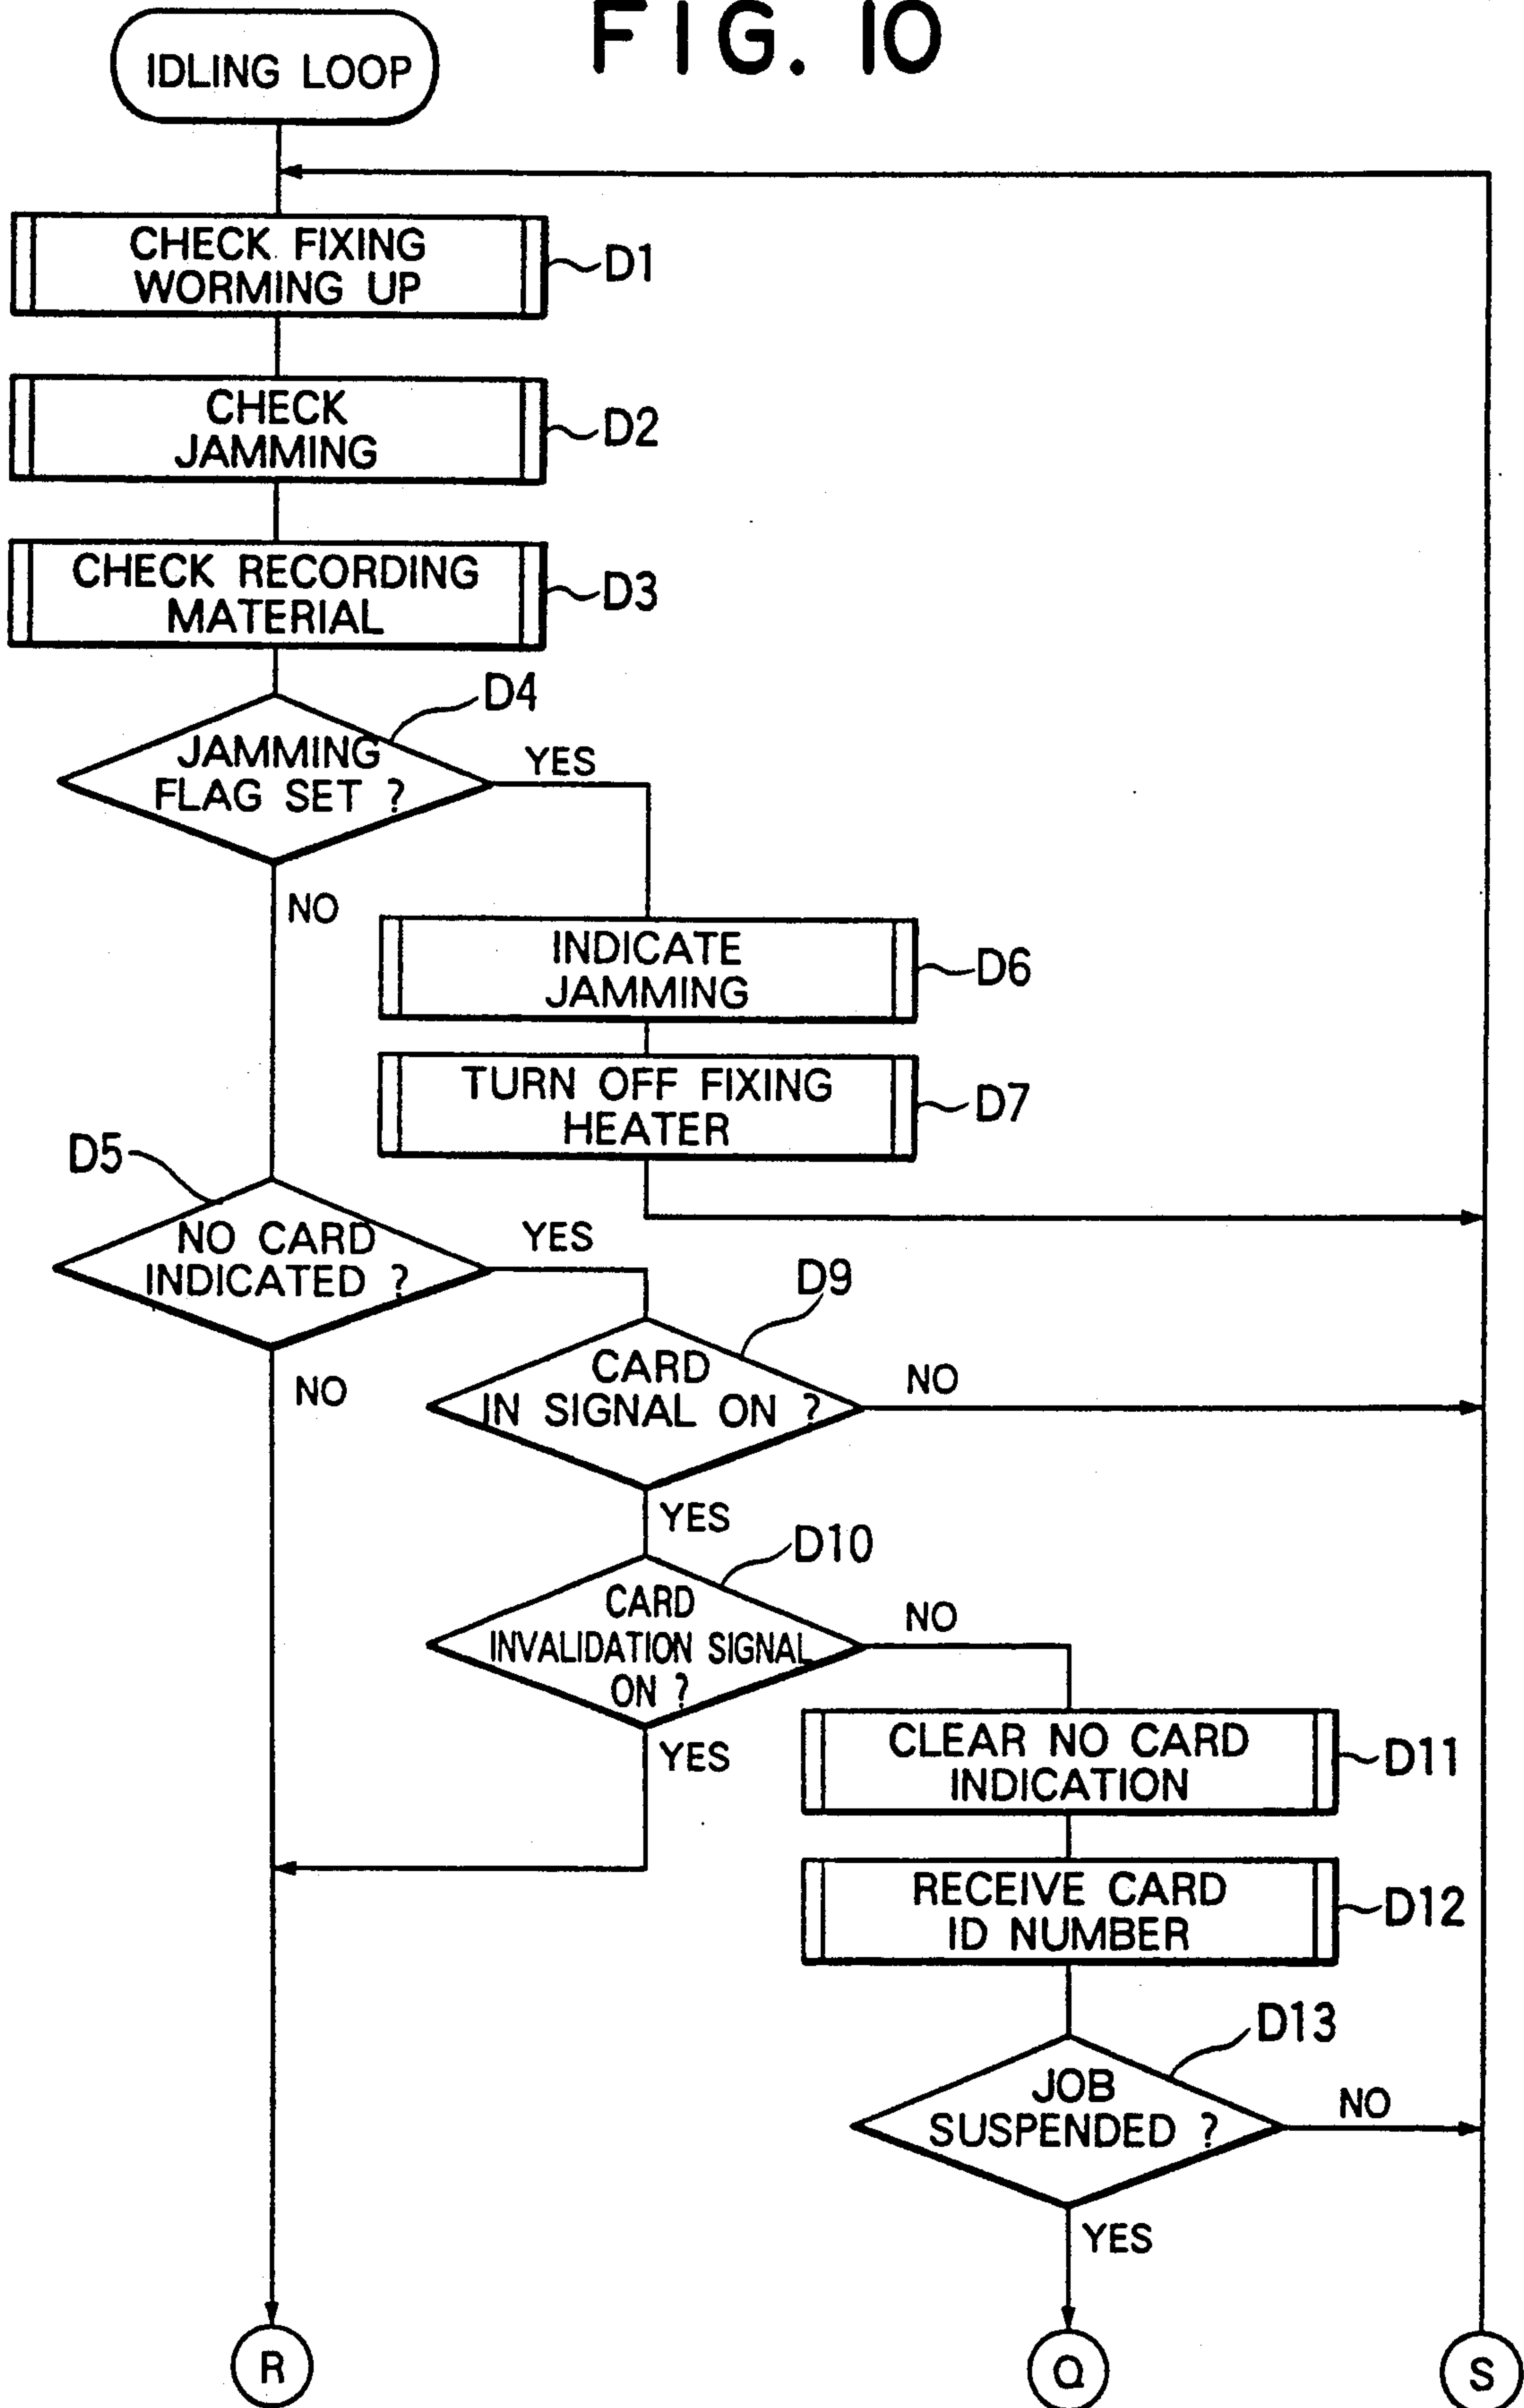 FIG. 10
IDLING LOOP
CHECK FIXING
WORMING UP
D1
CHECK
JAMMING
D2
CHECK RECORDING
MATERIAL
D3
D4
JAMMING
FLAG SET ?
YES
NO
INDICATE
JAMMING
D6
TURN OFF FIXING
HEATER
D7
D5
NO CARD
INDICATED ?
YES
NO
D9
CARD
IN SIGNAL ON ?
NO
YES
D10
CARD
INVALIDATION SIGNAL
ON ?
NO
YES
CLEAR NO CARD
INDICATION
D11
RECEIVE CARD
ID NUMBER
D12
D13
JOB
SUSPENDED ?
NO
YES
R
Q
S